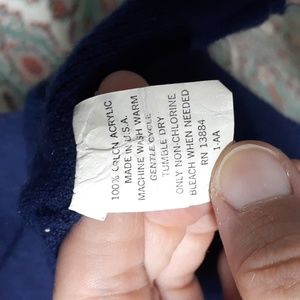 100% ORLON ACRYLIC
MADE IN U.S.A.
MACHINE WASH WARM
GENTLE CYCLE
TUMBLE DRY
ONLY NON-CHLORINE
BLEACH WHEN NEEDED
RN 13884
1-AA